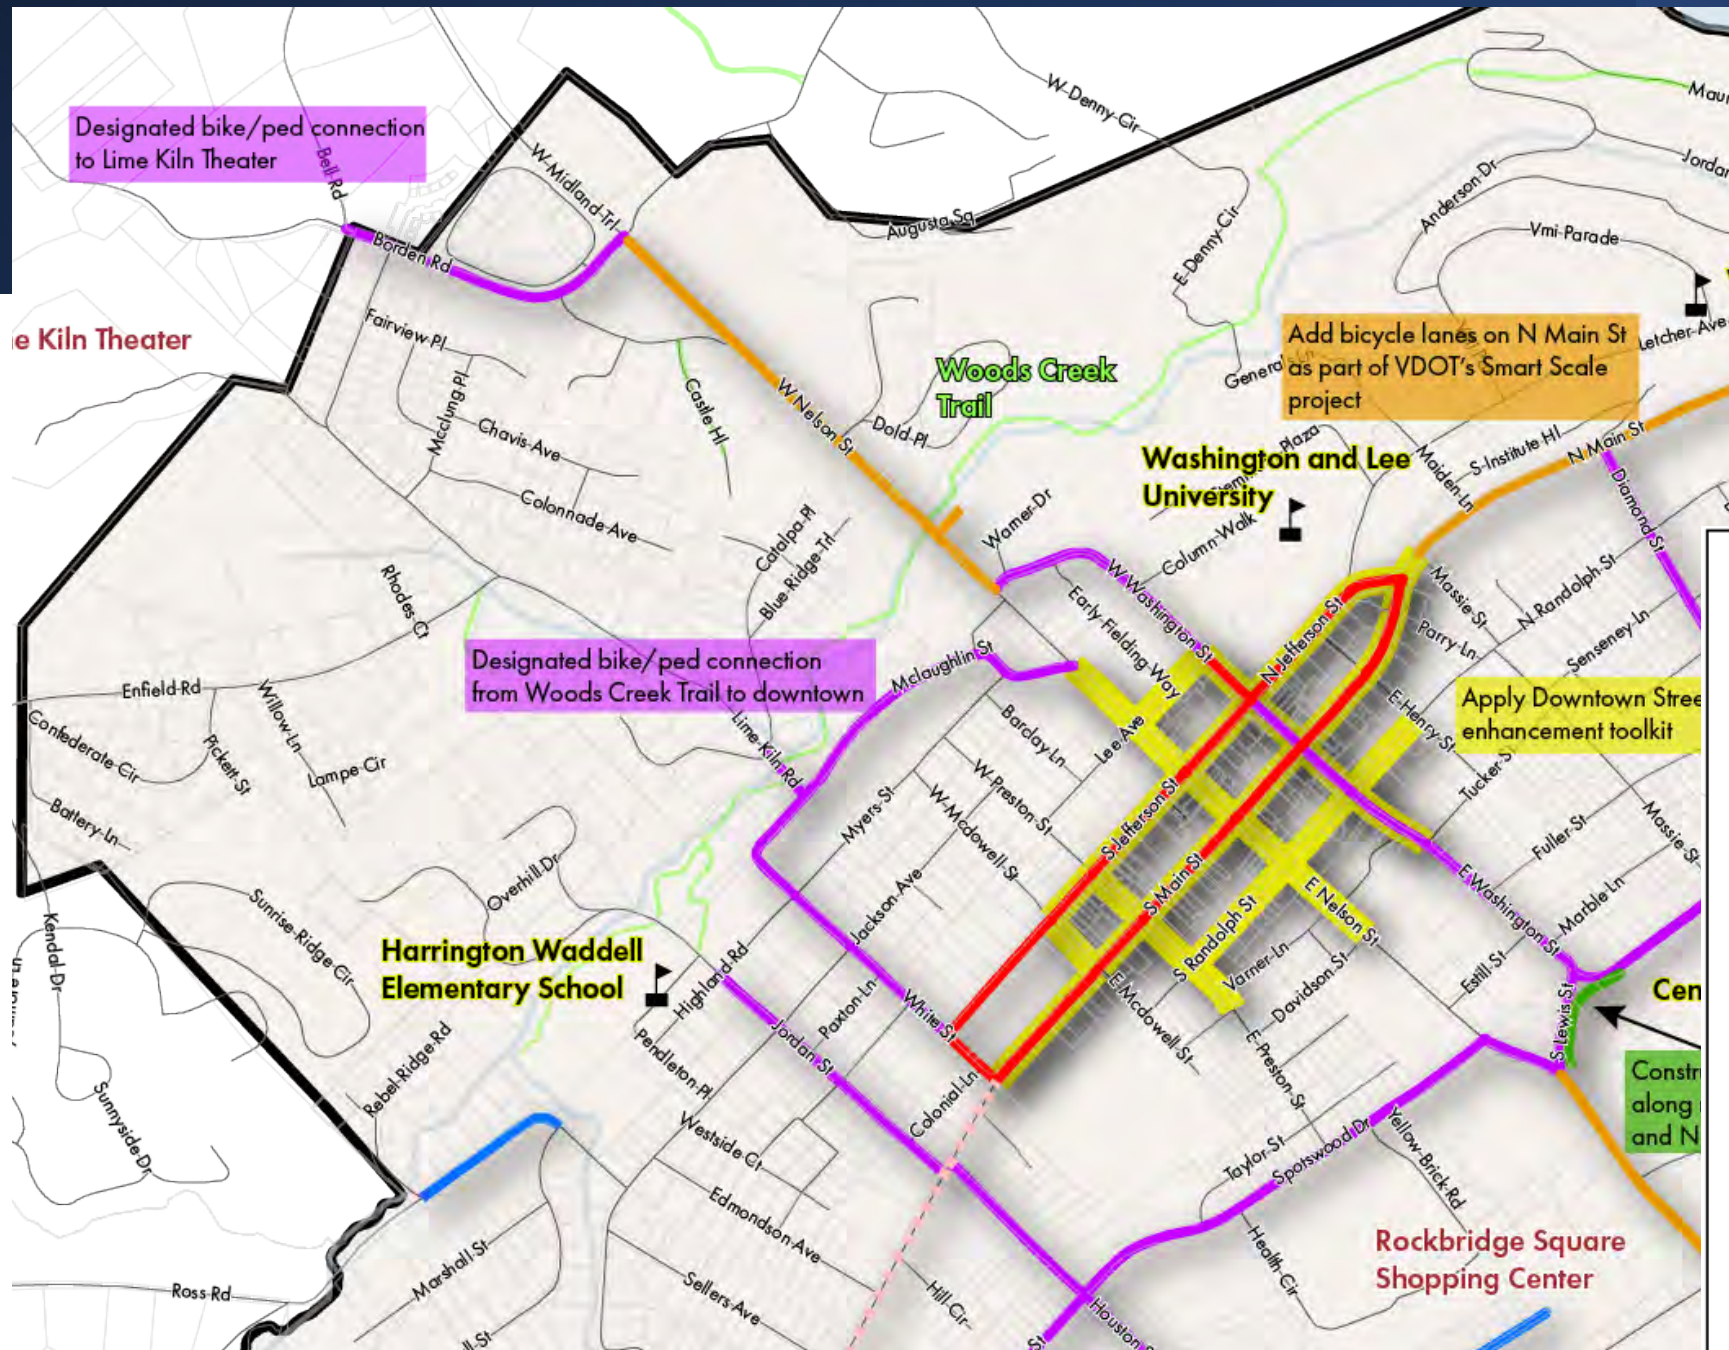 Designated bike/ped connection
to Lime Kiln Theater
Bell Rd
W-Midland-Trl
W-Denny-Cir
Maur
Jordan
Anderson-Dr
Vmi-Parade
Augusta Sq
E-Denny-Cir
Borden Rd
e Kiln Theater
Fairview-Pl
Mcclung-Pl
Chavis-Ave
Colonnade-Ave
Castle Hl
W Nelson St
Dold-Pl
Woods Creek
Trail
Add bicycle lanes on N Main St
as part of VDOT's Smart Scale
project
Letcher-Ave
Washington and Lee
University
Plaza
Maiden-Ln
S-Institute Hl
N Main St
Diamond St
Column-Walk
Warner-Dr
Catalpa-Pl
Blue Ridge-Trl
Rhodes-Ct
W Washington St
Early-Fielding-Way
N Jefferson St
Massie-St
Parry-Ln
N-Randolph-St
Senseney-Ln
Designated bike/ped connection
from Woods Creek Trail to downtown
Mclaughlin St
Enfield-Rd
Willow-Ln
Confederate-Cir
Pickett-St
Lampe-Cir
Lime-Kiln Rd
Battery-Ln
Barclay-Ln
Lee Ave
E-Henry-St
Apply Downtown Stree
enhancement toolkit
Tucker-St
W-Preston-St
W-Mcdowell-St
Myers-St
S Jefferson St
S Main St
Fuller-St
Massie-St
E Washington St
Marble-Ln
Overhill-Dr
Sunrise-Ridge-Cir
Kendal-Dr
Jackson-Ave
E Nelson St
S Randolph St
Varner-Ln
Davidson-St
Estill-St
Harrington Waddell
Elementary School
Highland-Rd
Paxton-Ln
White St
Jordan St
Pendleton-Pl
Colonial-Ln
E Mcdowell-St
E-Preston-St
S Lewis St
Cen
Constr
along
and N
Rebel-Ridge-Rd
Sunnyside-Dr
Westside-Ct
Edmondson-Ave
Taylor-St
Spotswood Dr
Yellow-Brick-Rd
Health-Cir
Rockbridge Square
Shopping Center
Ross-Rd
Marshall-St
Sellers-Ave
Hill-Cir
Houston